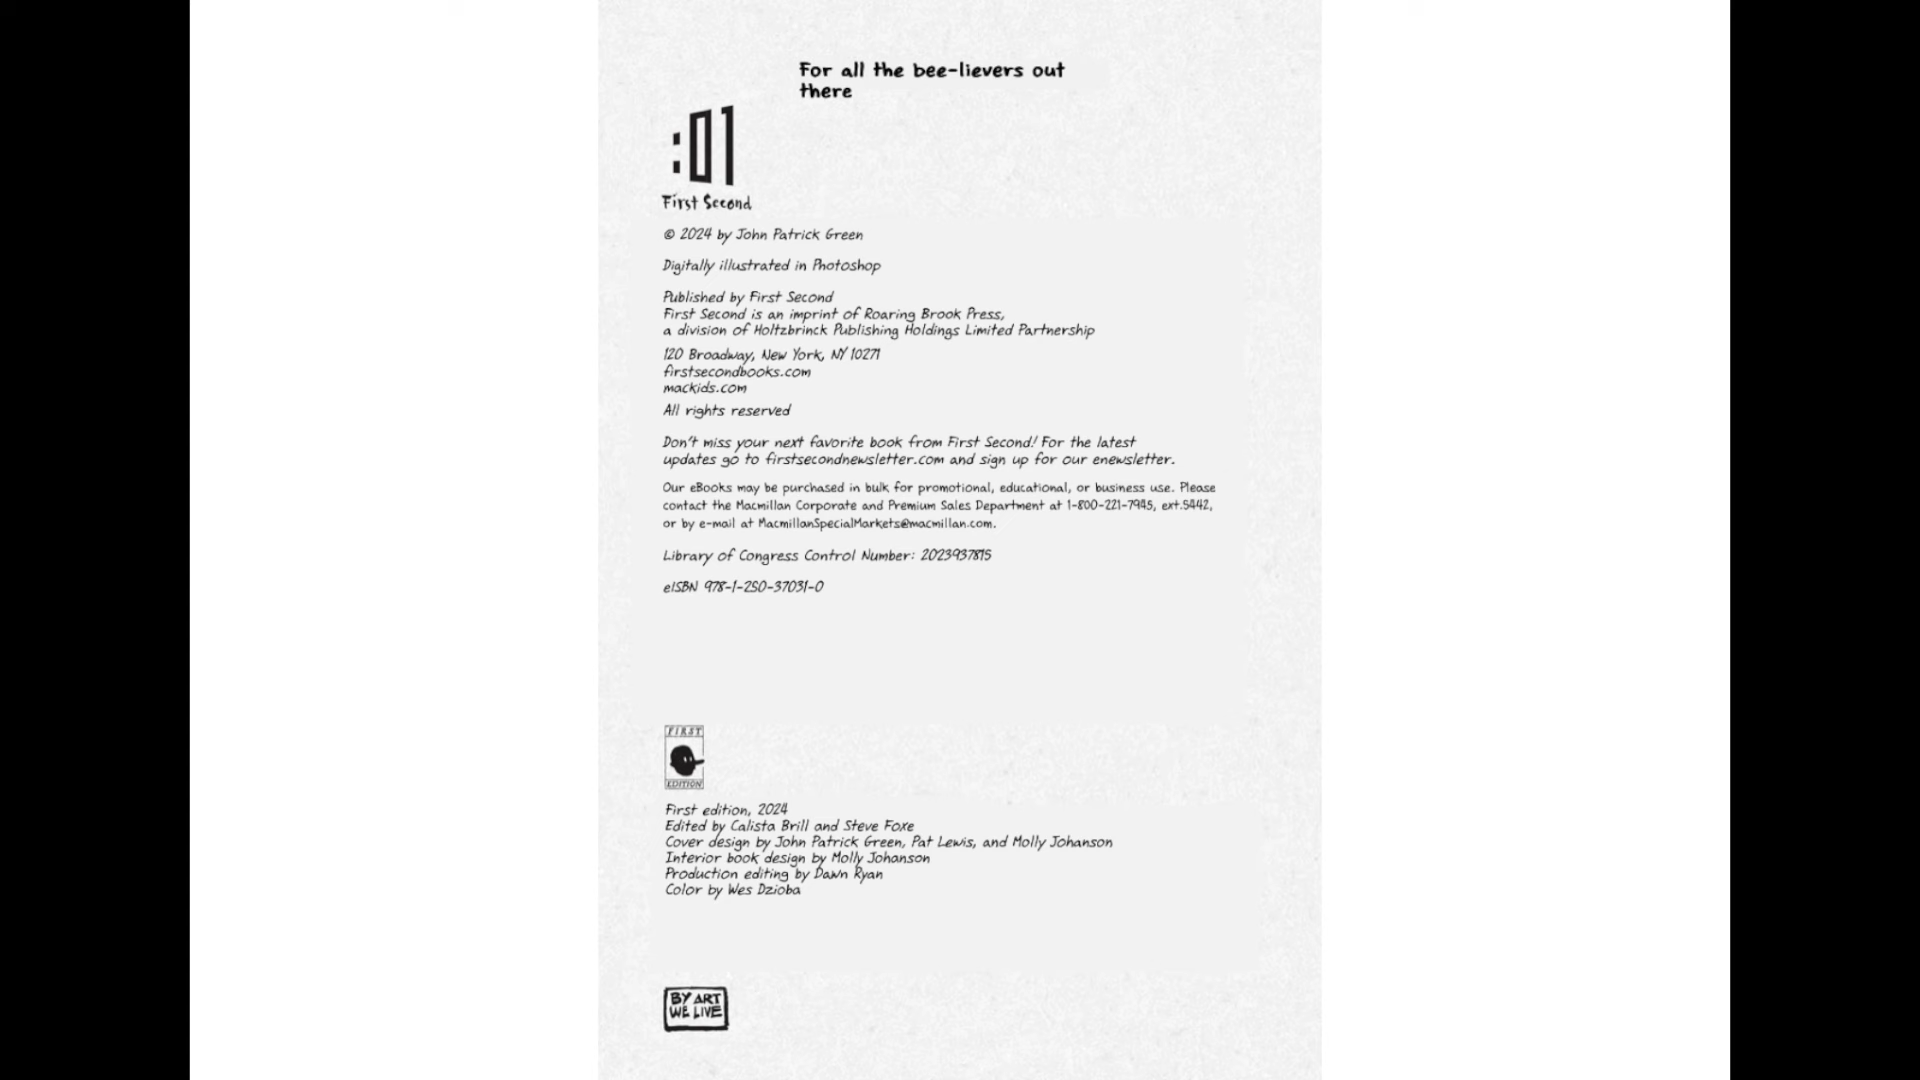 For all the bee-lievers out
there
:01
First Second
© 2024 by John Patrick Green
Digitally illustrated in Photoshop
Published by First Second
First Second is an imprint of Roaring Brook Press,
a division of Holtzbrinck Publishing Holdings Limited Partnership
120 Broadway, New York, NY 10271
firstsecondbooks.com
mackids.com
All rights reserved
Don't miss your next favorite book from First Second! For the latest
updates go to firstsecondnewsletter.com and sign up for our enewsletter.
Our eBooks may be purchased in bulk for promotional, educational, or business use. Please
contact the Macmillan Corporate and Premium Sales Department at 1-800-221-7945, ext.5442,
or by e-mail at MacmillanSpecialMarkets@macmillan.com.
Library of Congress Control Number: 2023937815
eISBN 978-1-250-37031-0
FIRST
EDITION
First edition, 2024
Edited by Calista Brill and Steve Foxe
Cover design by John Patrick Green, Pat Lewis, and Molly Johanson
Interior book design by Molly Johanson
Production editing by Dawn Ryan
Color by Wes Dzioba
BY ART
WE LIVE